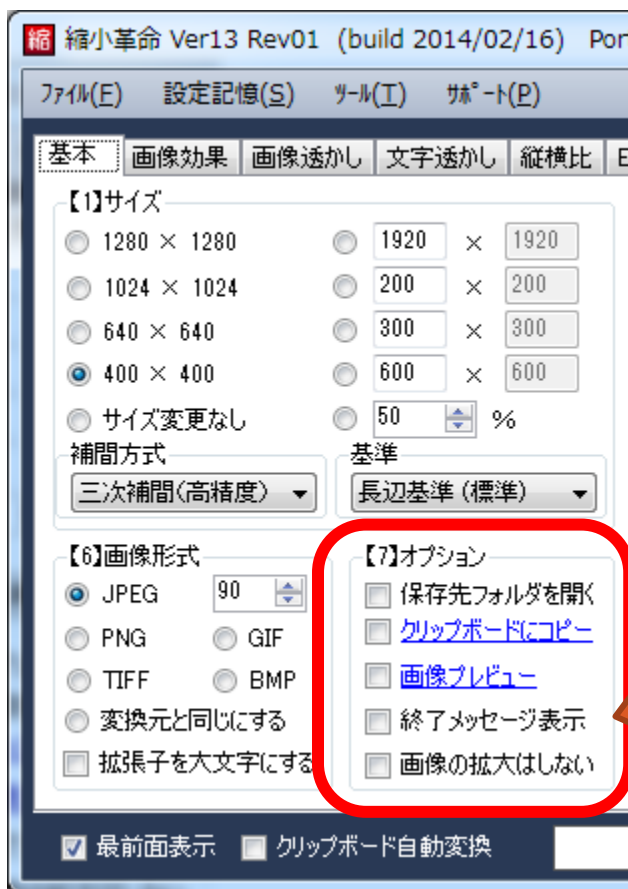 縮 縮小革命 Ver13 Rev01 (build 2014/02/16) Por
ﾌｧｲﾙ(F) 設定記憶(S) ﾂｰﾙ(T) ｻﾎﾟｰﾄ(P)
基本 画像効果 画像透かし 文字透かし 縦横比 E
【1】サイズ
1280 × 1280 1920 × 1920
1024 × 1024 200 × 200
640 × 640 300 × 300
400 × 400 600 × 600
サイズ変更なし 50 %
補間方式 基準
三次補間(高精度) 長辺基準 (標準)
【6】画像形式
JPEG 90
PNG GIF
TIFF BMP
変換元と同じにする
拡張子を大文字にする
【7】オプション
保存先フォルダを開く
クリップボードにコピー
画像プレビュー
終了メッセージ表示
画像の拡大はしない
最前面表示 クリップボード自動変換